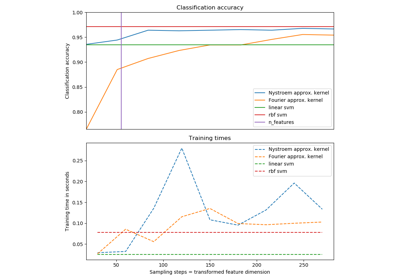 Classification accuracy
1.00
0.95
0.90
0.85
0.80
Classification accuracy
Nystroem approx. kernel
Fourier approx. kernel
linear svm
rbf svm
n_features
Training times
0.25
0.20
0.15
0.10
0.05
Training time in seconds
Nystroem approx. kernel
Fourier approx. kernel
linear svm
rbf svm
50
100
150
200
250
Sampling steps = transformed feature dimension